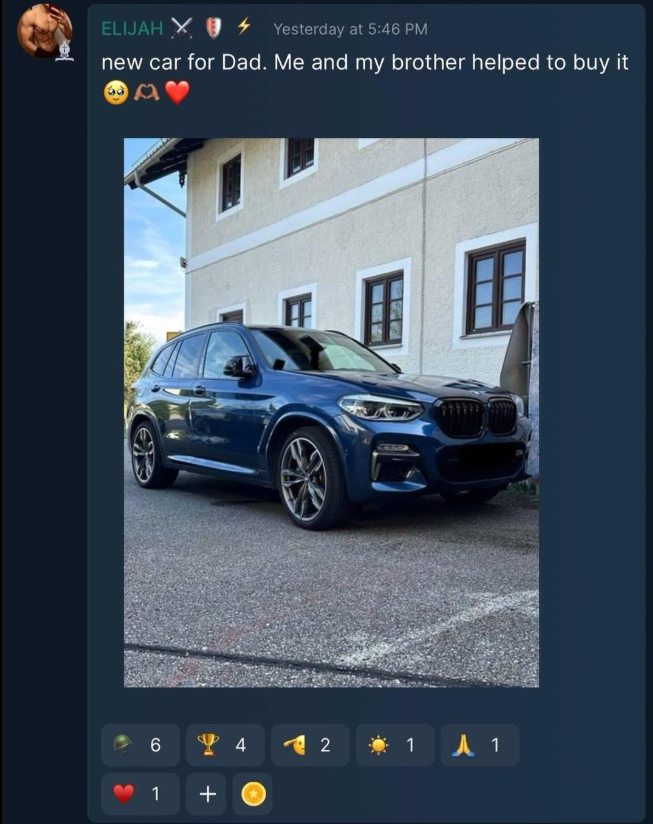 ELIJAH Yesterday at 5:46 PM
new car for Dad. Me and my brother helped to buy it
6 4 2 1 1
1 +